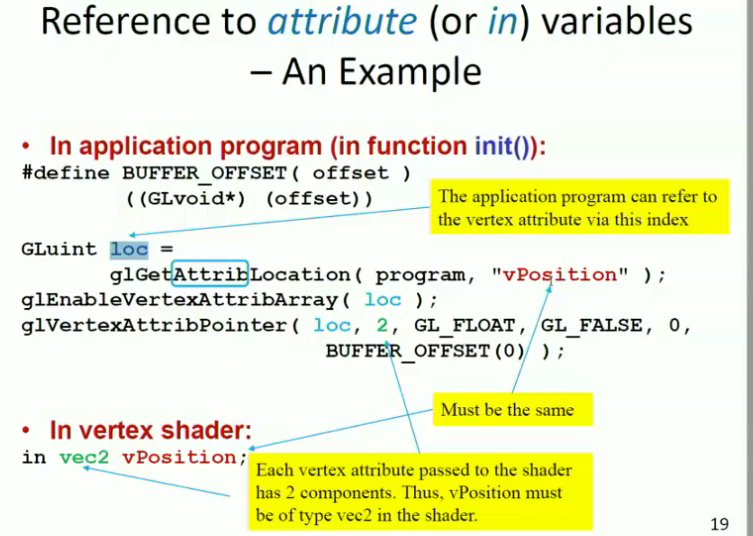 Reference to attribute (or in) variables
– An Example
• In application program (in function init()):
#define BUFFER_OFFSET( offset )
((GLvoid*) (offset))
The application program can refer to
the vertex attribute via this index
GLuint loc =
glGetAttribLocation( program, "vPosition" );
glEnableVertexAttribArray( loc );
glVertexAttribPointer( loc, 2, GL_FLOAT, GL_FALSE, 0,
BUFFER_OFFSET(0) );
Must be the same
• In vertex shader:
in vec2 vPosition;
Each vertex attribute passed to the shader
has 2 components. Thus, vPosition must
be of type vec2 in the shader.
19